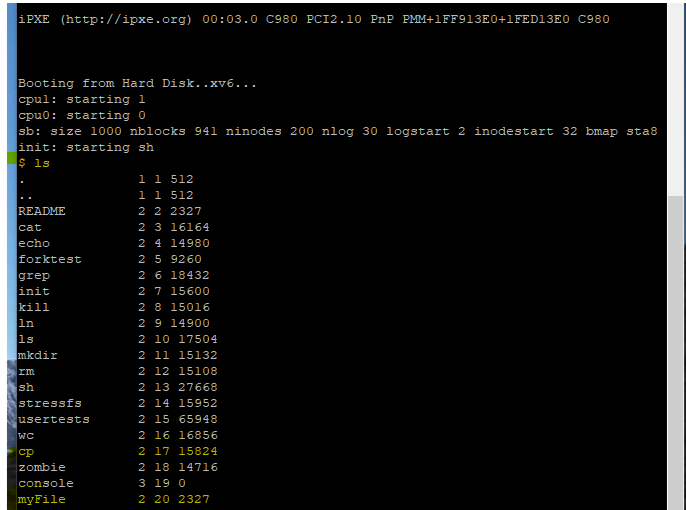 iPXE (http://ipxe.org) 00:03.0 C980 PCI2.10 PnP PMM+1FF913E0+1FED13E0 C980
Booting from Hard Disk..xv6...
cpu1: starting 1
cpu0: starting 0
sb: size 1000 nblocks 941 ninodes 200 nlog 30 logstart 2 inodestart 32 bmap sta8
init: starting sh
$ ls
. 1 1 512
.. 1 1 512
README 2 2 2327
cat 2 3 16164
echo 2 4 14980
forktest 2 5 9260
grep 2 6 18432
init 2 7 15600
kill 2 8 15016
ln 2 9 14900
ls 2 10 17504
mkdir 2 11 15132
rm 2 12 15108
sh 2 13 27668
stressfs 2 14 15952
usertests 2 15 65948
wc 2 16 16856
cp 2 17 15824
zombie 2 18 14716
console 3 19 0
myFile 2 20 2327